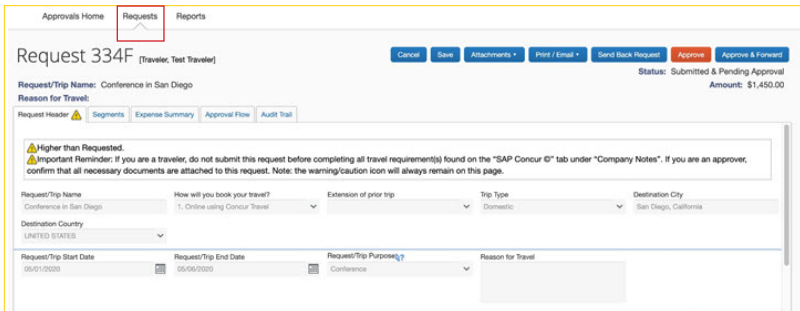 Approvals Home Requests Reports
Request 334F [Traveler, Test Traveler]
Cancel Save Attachments Print / Email Send Back Request Approve Approve & Forward
Status: Submitted & Pending Approval
Request/Trip Name: Conference in San Diego Amount: $1,450.00
Reason for Travel:
Request Header Segments Expense Summary Approval Flow Audit Trail
Higher than Requested.
Important Reminder: If you are a traveler, do not submit this request before completing all travel requirement(s) found on the "SAP Concur ©" tab under "Company Notes". If you are an approver,
confirm that all necessary documents are attached to this request. Note: the warning/caution icon will always remain on this page.
Request/Trip Name How will you book your travel? Extension of prior trip Trip Type Destination City
Conference in San Diego 1. Online using Concur Travel Domestic San Diego, California
Destination Country
UNITED STATES
Request/Trip Start Date Request/Trip End Date Request/Trip Purpose ? Reason for Travel
05/01/2020 05/06/2020 Conference